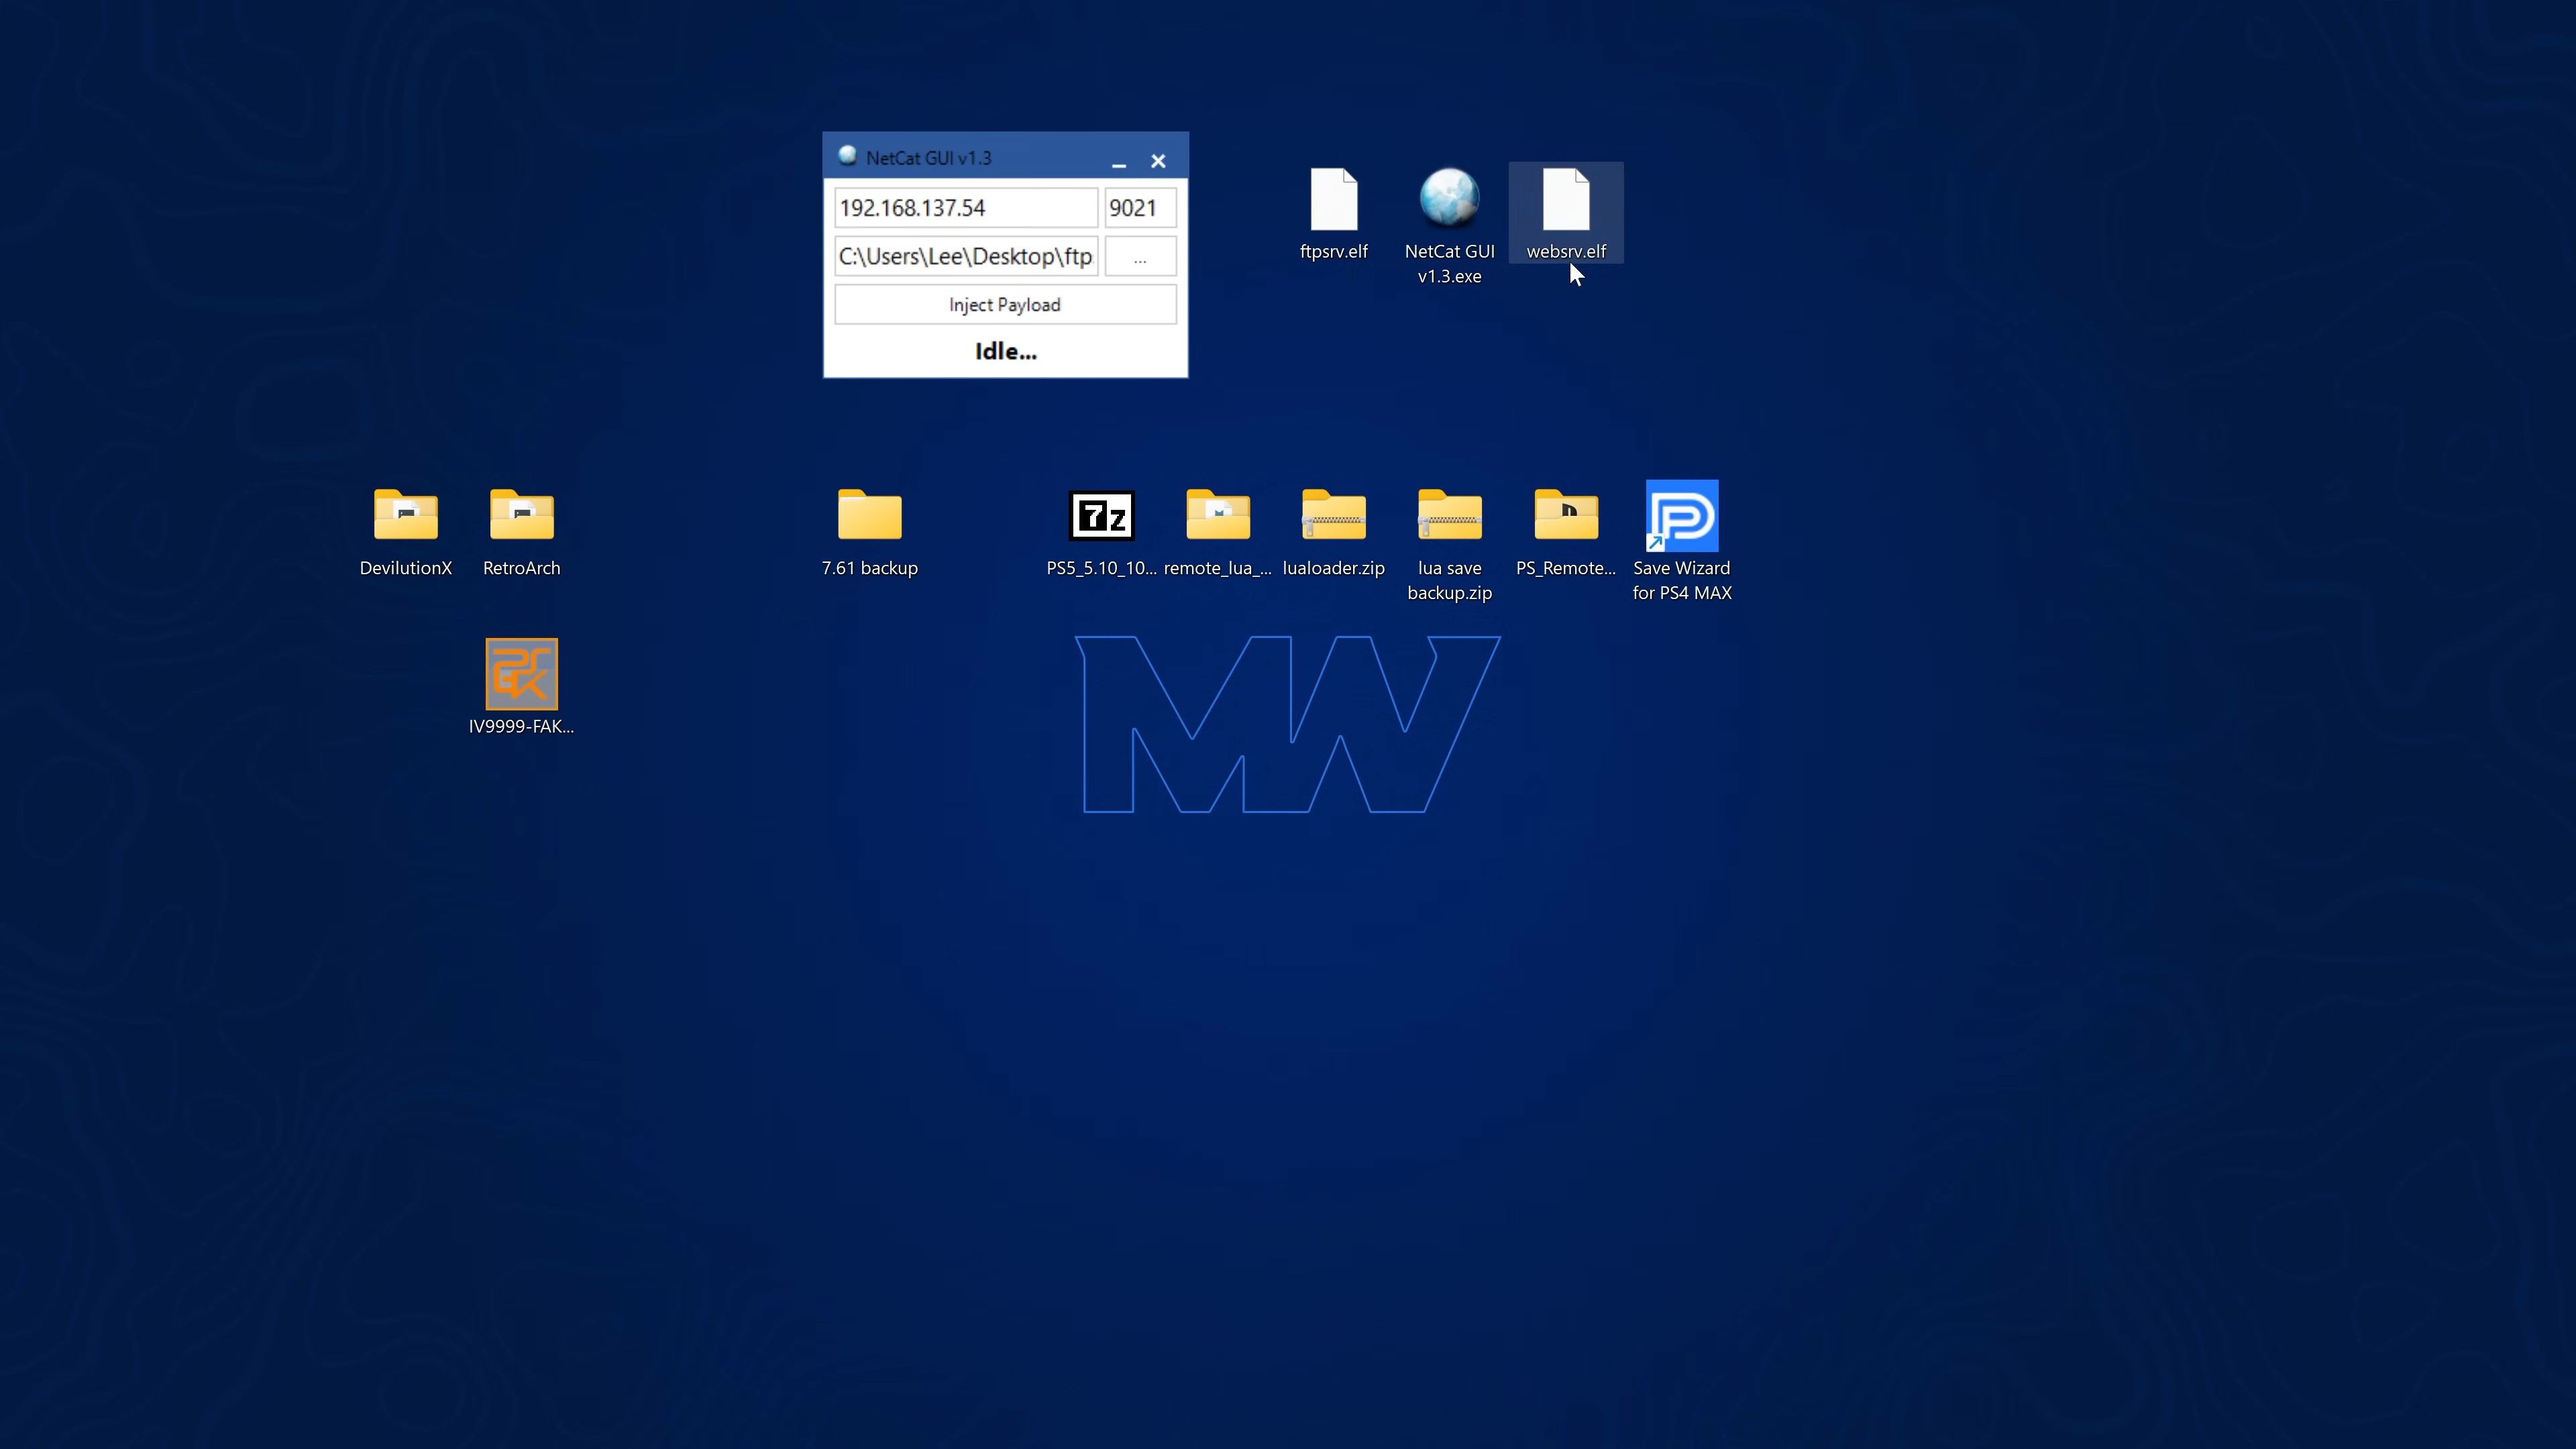 NetCat GUI v1.3
192.168.137.54
9021
C:\Users\Lee\Desktop\ftp
...
Inject Payload
Idle...
ftpsrv.elf
NetCat GUI
v1.3.exe
websrv.elf
DevilutionX
RetroArch
7.61 backup
7z
PS5_5.10_10...
remote_lua_...
lualoader.zip
lua save
backup.zip
PS_Remote...
Save Wizard
for PS4 MAX
IV9999-FAK...
MW